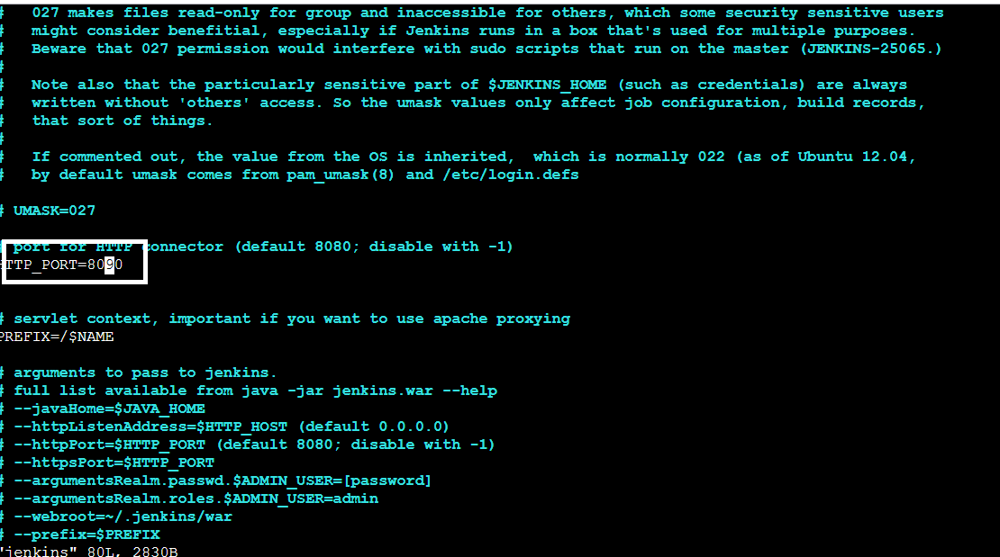 #   027 makes files read-only for group and inaccessible for others, which some security sensitive users
#   might consider benefitial, especially if Jenkins runs in a box that's used for multiple purposes.
#   Beware that 027 permission would interfere with sudo scripts that run on the master (JENKINS-25065.)
#
#   Note also that the particularly sensitive part of $JENKINS_HOME (such as credentials) are always
#   written without 'others' access. So the umask values only affect job configuration, build records,
#   that sort of things.
#
#   If commented out, the value from the OS is inherited,  which is normally 022 (as of Ubuntu 12.04,
#   by default umask comes from pam_umask(8) and /etc/login.defs
# UMASK=027
# port for HTTP connector (default 8080; disable with -1)
HTTP_PORT=8090
# servlet context, important if you want to use apache proxying
PREFIX=/$NAME
# arguments to pass to jenkins.
# full list available from java -jar jenkins.war --help
# --javaHome=$JAVA_HOME
# --httpListenAddress=$HTTP_HOST (default 0.0.0.0)
# --httpPort=$HTTP_PORT (default 8080; disable with -1)
# --httpsPort=$HTTP_PORT
# --argumentsRealm.passwd.$ADMIN_USER=[password]
# --argumentsRealm.roles.$ADMIN_USER=admin
# --webroot=~/.jenkins/war
# --prefix=$PREFIX
"jenkins" 80L, 2830B